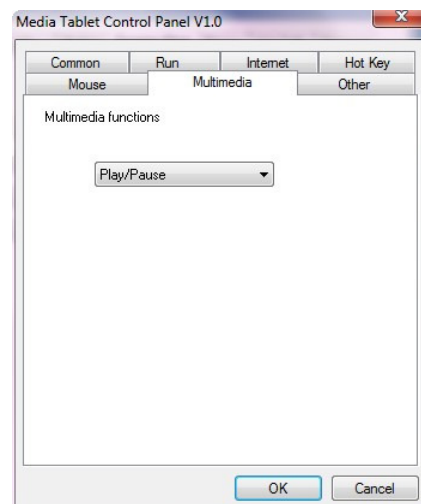 Media Tablet Control Panel V1.0
Common Run Internet Hot Key
Mouse Multimedia Other
Multimedia functions
Play/Pause
OK Cancel